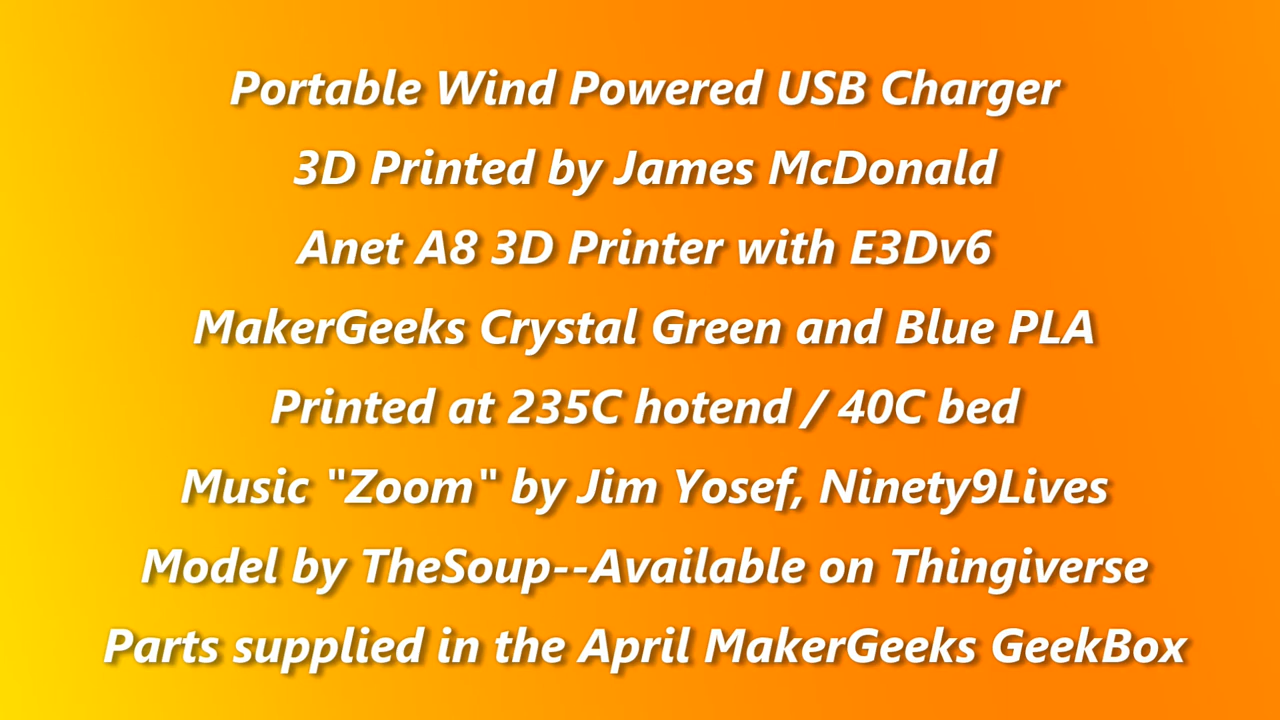 Portable Wind Powered USB Charger
3D Printed by James McDonald
Anet A8 3D Printer with E3Dv6
MakerGeeks Crystal Green and Blue PLA
Printed at 235C hotend / 40C bed
Music "Zoom" by Jim Yosef, Ninety9Lives
Model by TheSoup--Available on Thingiverse
Parts supplied in the April MakerGeeks GeekBox